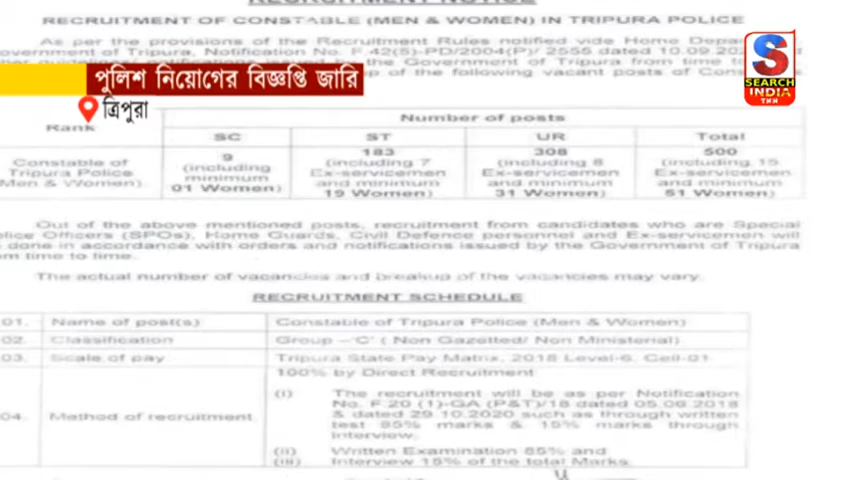 RECRUITMENT NOTICE
RECRUITMENT OF CONSTABLE (MEN & WOMEN) IN TRIPURA POLICE
As per the provisions of the Recruitment Rules notified vide Home
overnment of Tripura, Notification No. F.42(5)-PD/2004(P)/ 2555 dated 10.09
by the Government of Tripura from time
of the following vacant posts of
পুলিশ নিয়োগের বিজ্ঞপ্তি জারি
ত্রিপুরা
S
SEARCH
INDIA
Rank
Number of posts
SC ST UR Total
Constable of Tripura Police (Men & Women)
9 (including minimum 01 Women)
183 (including 7 Ex-servicemen and minimum 19 Women)
308 (including 8 Ex-servicemen and minimum 31 Women)
500 (including 15 Ex-servicemen and minimum 51 Women)
Out of the above mentioned posts, recruitment from candidates who are Special
olice Officers (SPOs), Home Guards, Civil Defence personnel and Ex-servicemen will
done in accordance with orders and notifications issued by the Government of Tripura
om time to time.
The actual number of vacancies and breakup of the vacancies may vary.
RECRUITMENT SCHEDULE
01. Name of post(s) Constable of Tripura Police (Men & Women)
02. Classification Group –'C' ( Non Gazetted/ Non Ministerial)
03. Scale of pay Tripura State Pay Matrix, 2018 Level-6, Cell-01
04. Method of recruitment
100% by Direct Recruitment
(i) The recruitment will be as per Notification
No. F.20 (1)-GA (P&T)/18 dated 05.06.2018
& dated 29.10.2020 such as through written
test 85% marks & 15% marks through
interview.
(ii) Written Examination 85% and
(iii) Interview 15% of the total Marks.